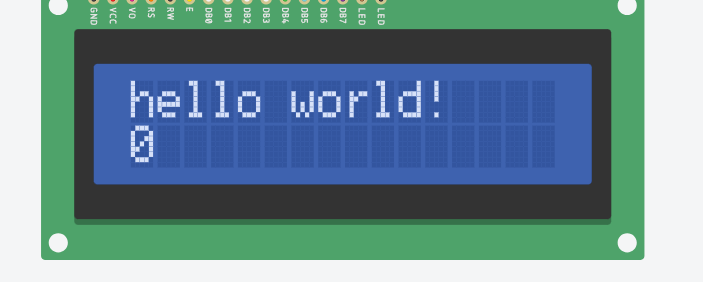 GND VCC VO RS RW E DB0 DB1 DB2 DB3 DB4 DB5 DB6 DB7 LED LED
hello world!
0